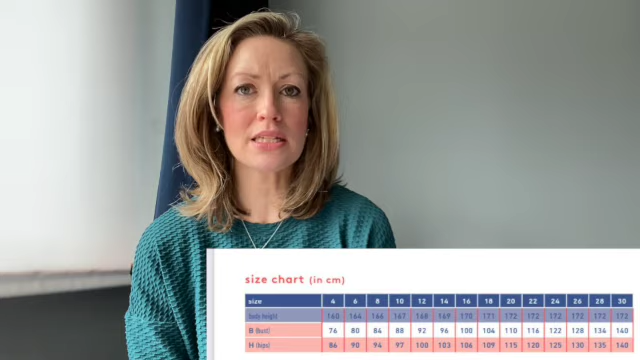 size chart (in cm)
size 4 6 8 10 12 14 16 18 20 22 24 26 28 30
body height 160 164 166 167 168 169 170 171 172 172 172 172 172 172
B (bust) 76 80 84 88 92 96 100 104 110 116 122 128 134 140
H (hips) 86 90 94 97 100 103 106 109 115 120 125 130 135 140